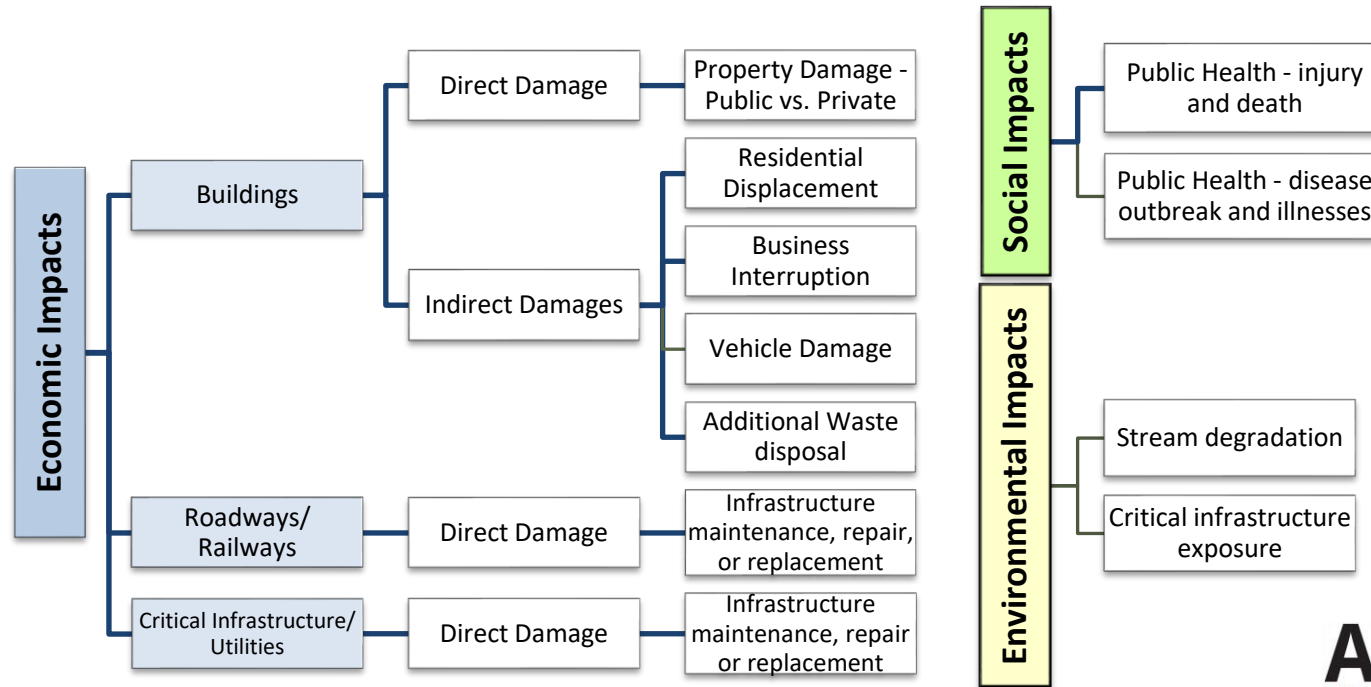 Economic Impacts
Buildings
Direct Damage
Property Damage -
Public vs. Private
Indirect Damages
Residential
Displacement
Business
Interruption
Vehicle Damage
Additional Waste
disposal
Roadways/
Railways
Direct Damage
Infrastructure
maintenance, repair,
or replacement
Critical Infrastructure/
Utilities
Direct Damage
Infrastructure
maintenance, repair
or replacement
Social Impacts
Public Health - injury
and death
Public Health - disease
outbreak and illnesses
Environmental Impacts
Stream degradation
Critical infrastructure
exposure
A